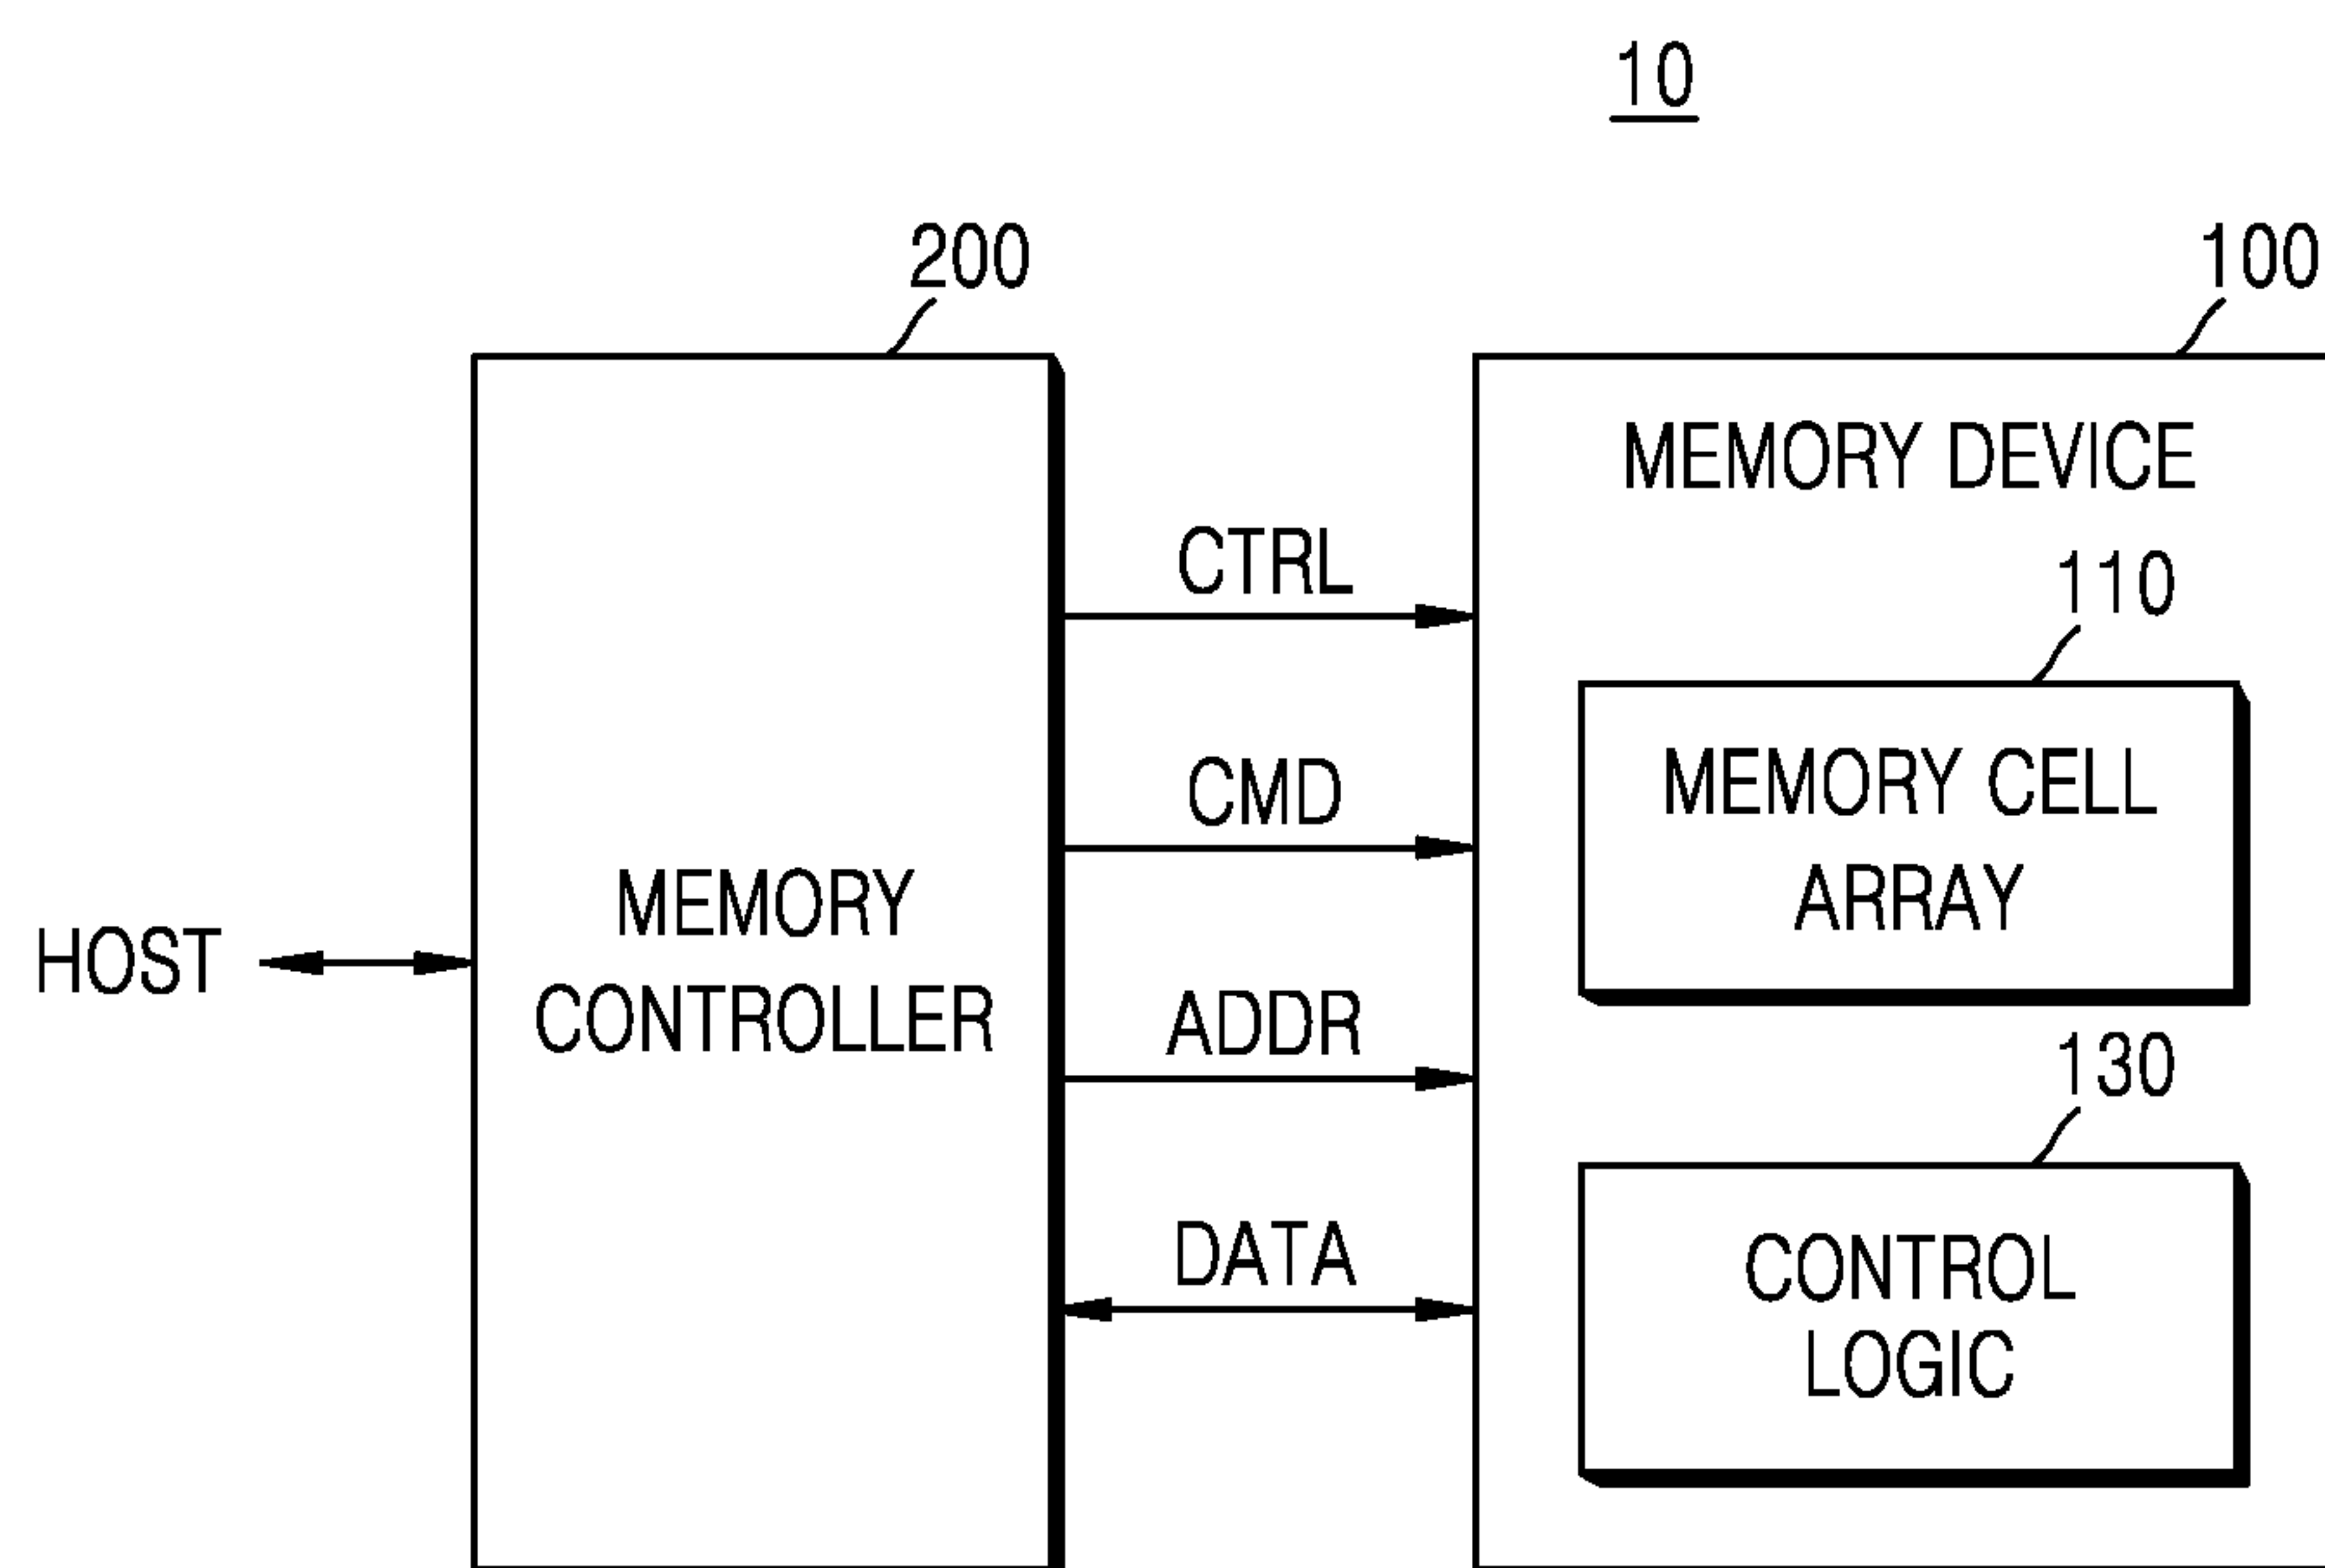 10
200
100
MEMORY DEVICE
CTRL
110
MEMORY CELL
ARRAY
CMD
MEMORY
CONTROLLER
HOST
ADDR
130
DATA
CONTROL
LOGIC